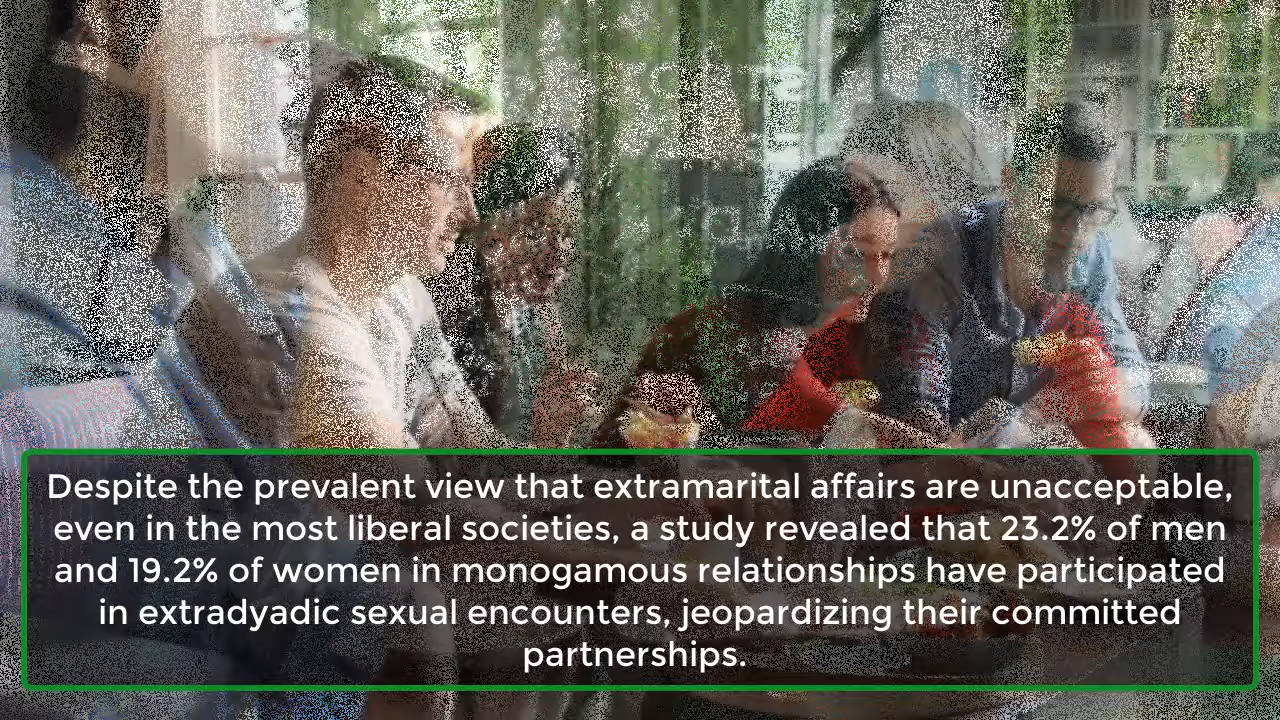 Despite the prevalent view that extramarital affairs are unacceptable,
even in the most liberal societies, a study revealed that 23.2% of men
and 19.2% of women in monogamous relationships have participated
in extradyadic sexual encounters, jeopardizing their committed
partnerships.